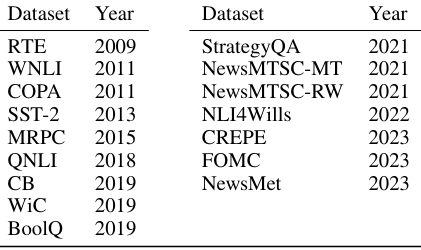 Dataset Year Dataset Year
RTE 2009 StrategyQA 2021
WNLI 2011 NewsMTSC-MT 2021
COPA 2011 NewsMTSC-RW 2021
SST-2 2013 NLI4Wills 2022
MRPC 2015 CREPE 2023
QNLI 2018 FOMC 2023
CB 2019 NewsMet 2023
WiC 2019
BoolQ 2019